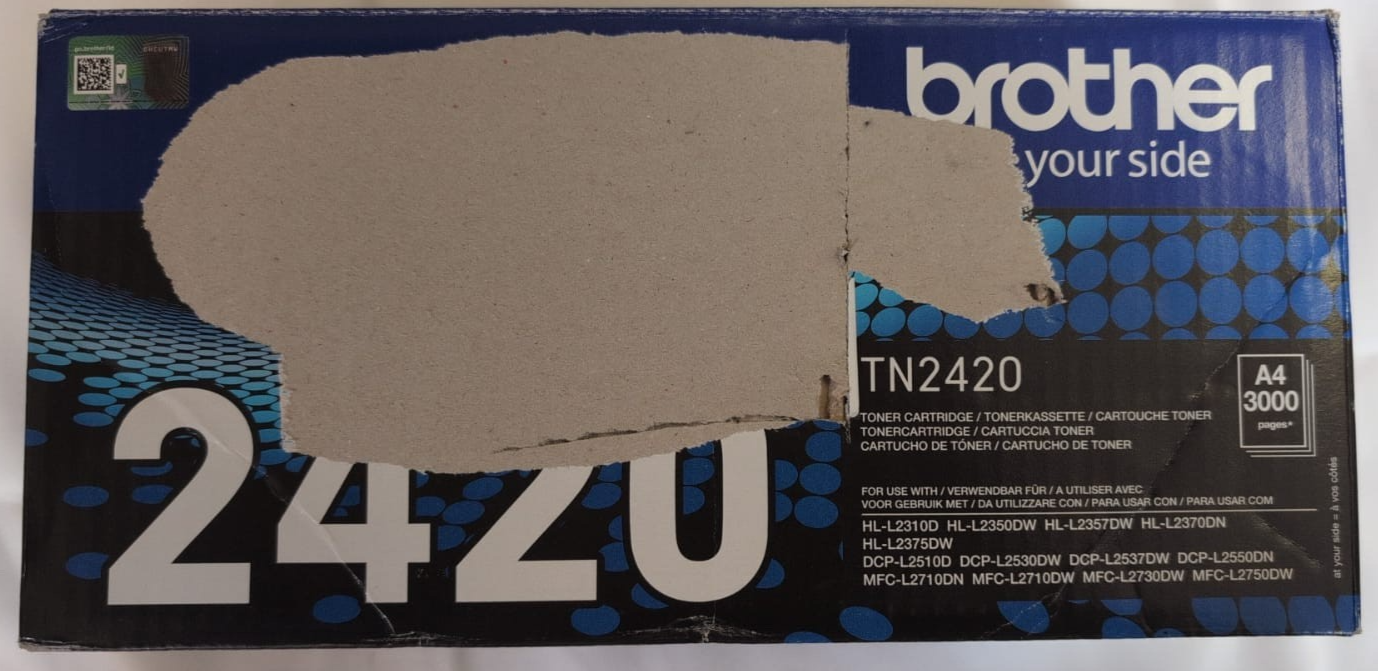 brother
your side
2420
TN2420
A4
3000
pages*
TONER CARTRIDGE / TONERKASSETTE / CARTOUCHE TONER
TONERCARTRIDGE / CARTUCCIA TONER
CARTUCHO DE TÓNER / CARTUCHO DE TONER
FOR USE WITH / VERWENDBAR FÜR / A UTILISER AVEC
VOOR GEBRUIK MET / DA UTILIZZARE CON / PARA USAR CON / PARA USAR COM
HL-L2310D HL-L2350DW HL-L2357DW HL-L2370DN
HL-L2375DW
DCP-L2510D DCP-L2530DW DCP-L2537DW DCP-L2550DN
MFC-L2710DN MFC-L2710DW MFC-L2730DW MFC-L2750DW
at your side = à vos côtés